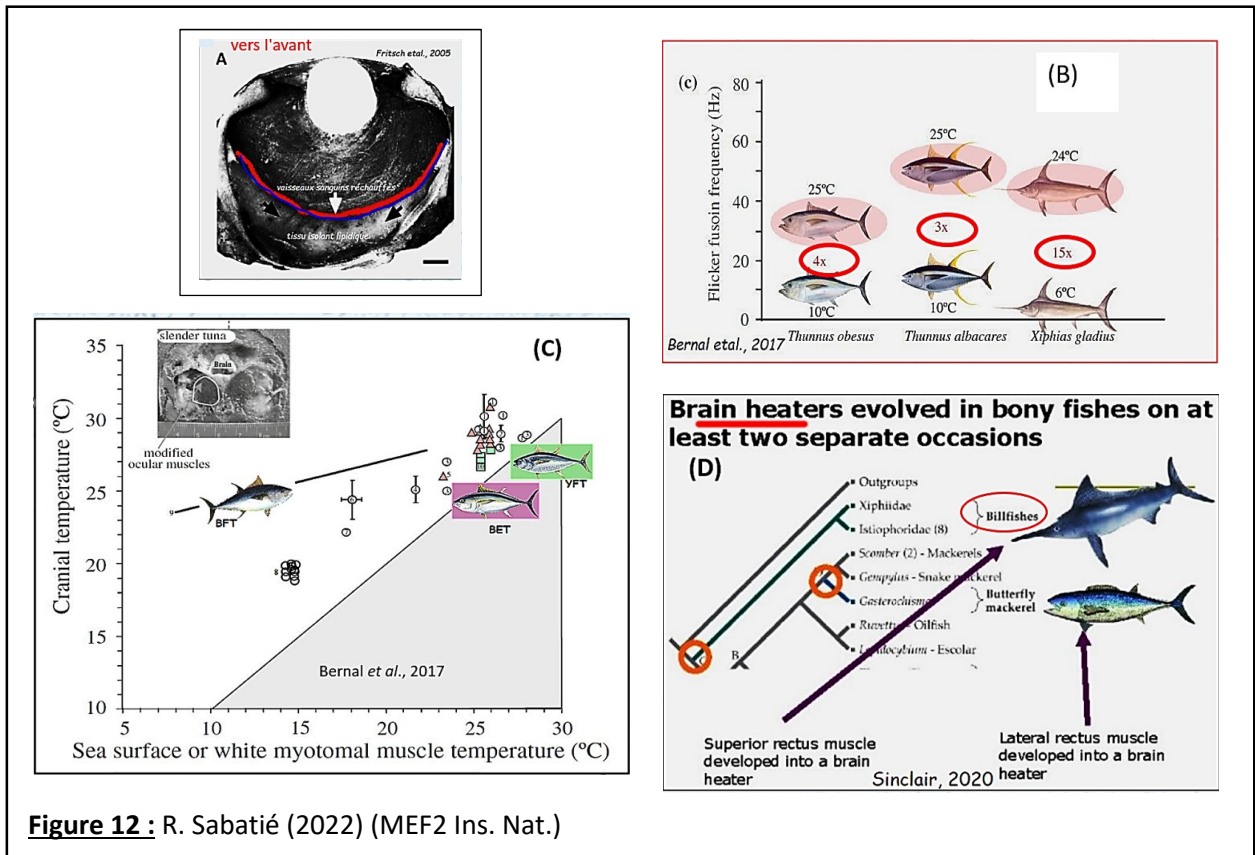 vers l'avant
A
Fritsch etal., 2005
vaisseaux sanguins réchauffés
tissu isolant lipidique
(B)
(c)
Flicker fusoin frequency (Hz)
80
60
40
20
0
25°C
25°C
24°C
4x
3x
15x
10°C
10°C
6°C
Bernal etal., 2017
Thunnus obesus
Thunnus albacares
Xiphias gladius
(C)
slender tuna
Brain
modified
ocular muscles
Cranial temperature (°C)
35
30
25
20
15
10
9
BFT
8
YFT
BET
Bernal et al., 2017
5
10
15
20
25
30
Sea surface or white myotomal muscle temperature (°C)
Brain heaters evolved in bony fishes on at
least two separate occasions
(D)
Outgroups
Xiphiidae
Istiophoridae (8)
Billfishes
Scomber (2) - Mackerels
Gempylus - Snake mackerel
Butterfly
mackerel
Oilfish
- Escolar
B
Superior rectus muscle
developed into a brain
heater
Sinclair, 2020
Lateral rectus muscle
developed into a brain
heater
Figure 12 : R. Sabatié (2022) (MEF2 Ins. Nat.)